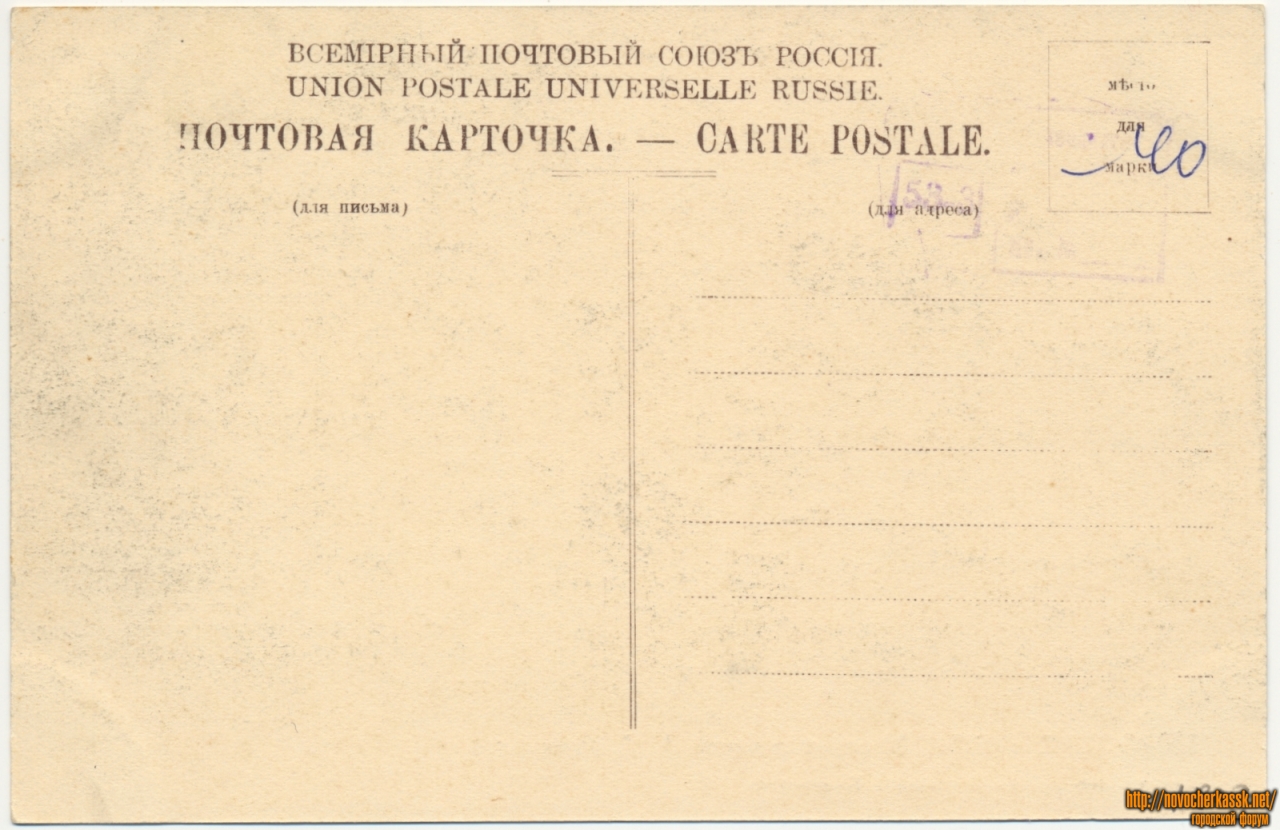 ВСЕМІРНЫЙ ПОЧТОВЫЙ СОЮЗЪ РОССІЯ.
UNION POSTALE UNIVERSELLE RUSSIE.
ПОЧТОВАЯ КАРТОЧКА. — CARTE POSTALE.
(для письма)
(для адреса)
мѣсто
для
марки
40
http://novocherkassk.net/
городской форум